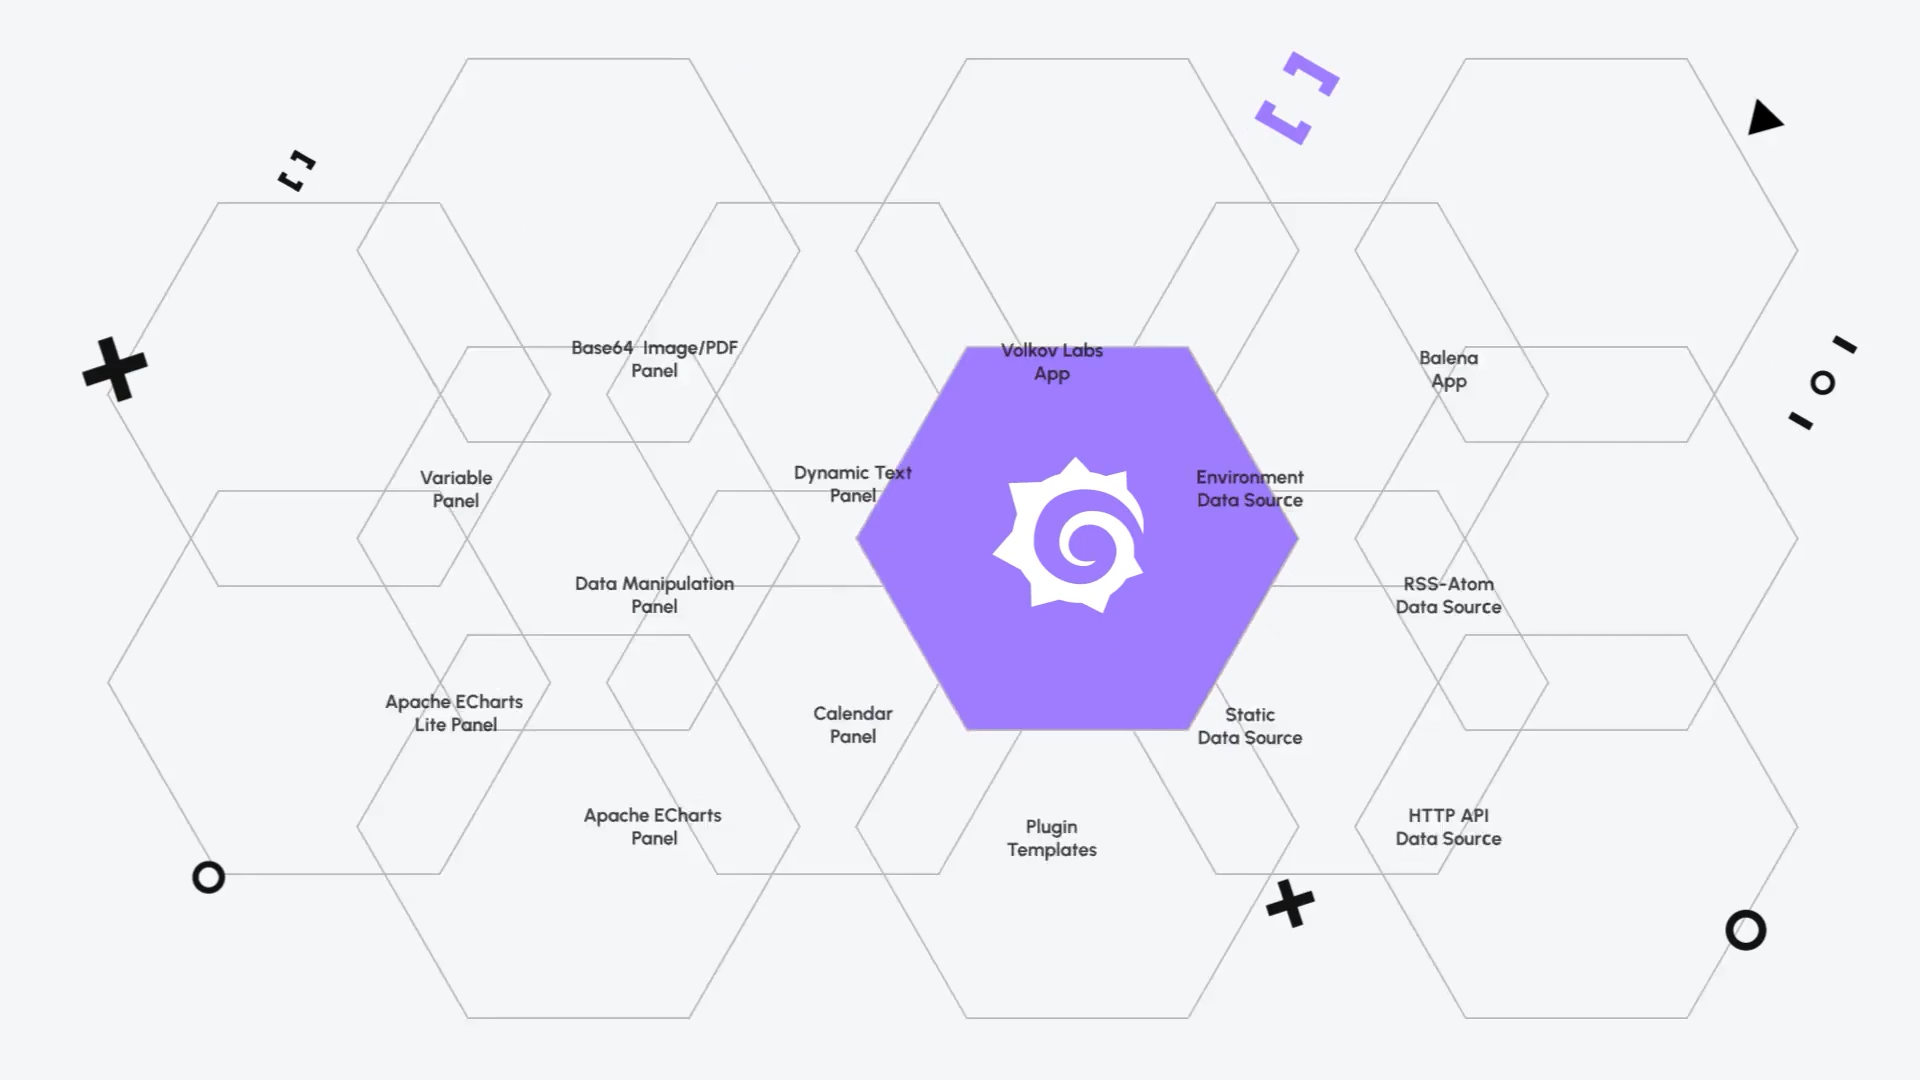 Base64 Image/PDF
Panel
Volkov Labs
App
Balena
App
Variable
Panel
Dynamic Text
Panel
Environment
Data Source
Data Manipulation
Panel
RSS-Atom
Data Source
Apache ECharts
Lite Panel
Calendar
Panel
Static
Data Source
Apache ECharts
Panel
Plugin
Templates
HTTP API
Data Source